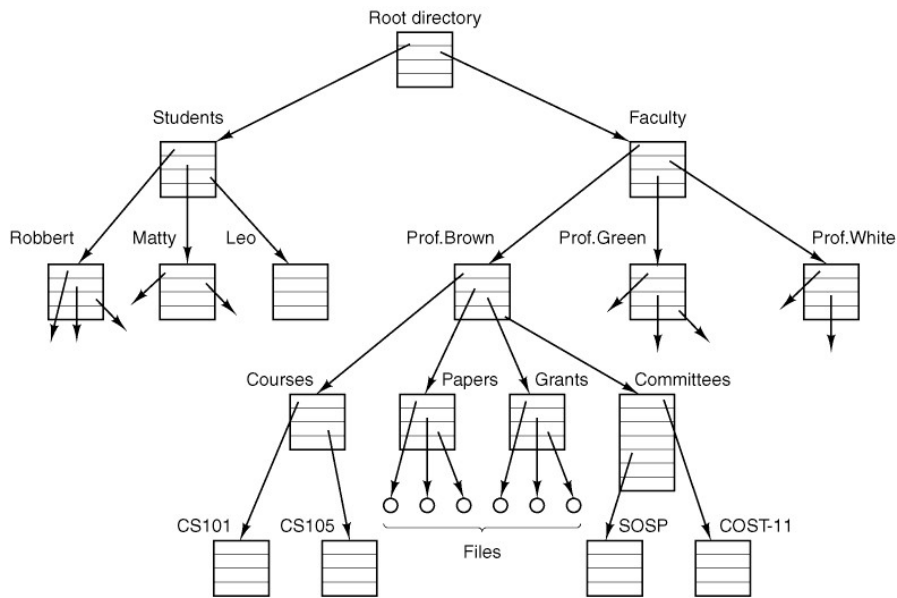 Root directory
Students
Faculty
Robbert
Matty
Leo
Prof.Brown
Prof.Green
Prof.White
Courses
Papers
Grants
Committees
CS101
CS105
SOSP
COST-11
Files